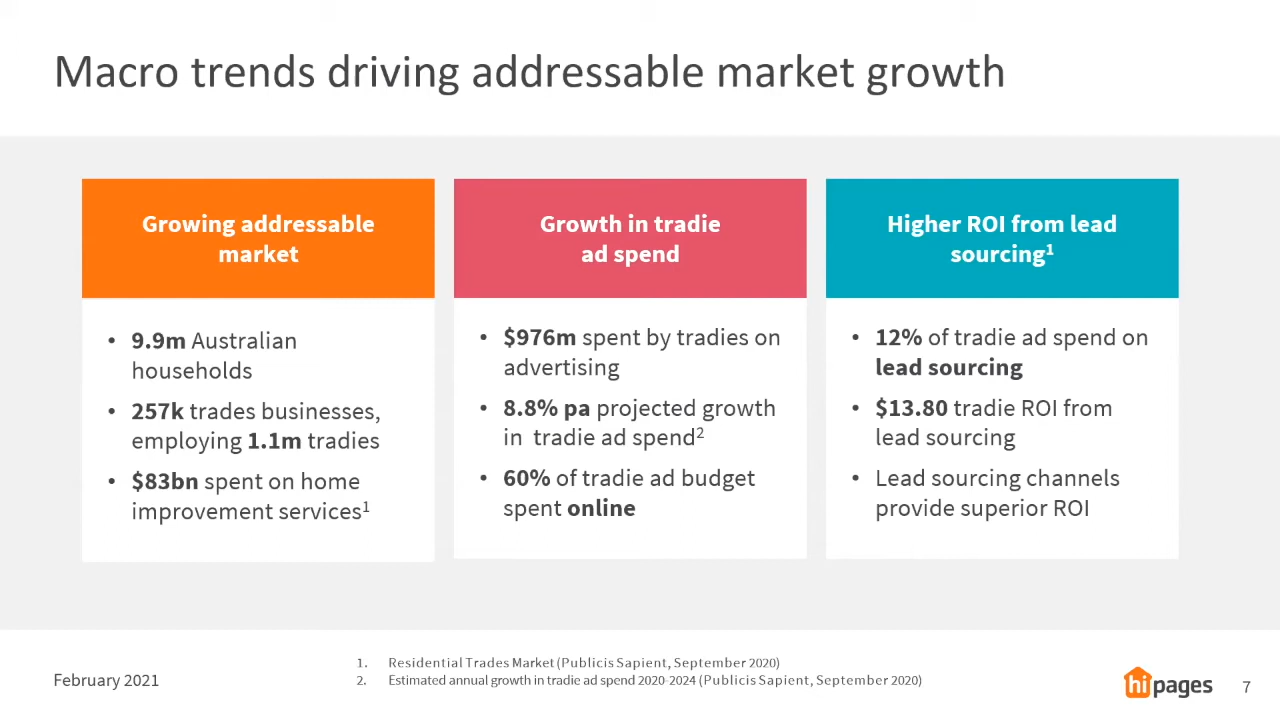 Macro trends driving addressable market growth
Growing addressable
market
• 9.9m Australian
households
• 257k trades businesses,
employing 1.1m tradies
• $83bn spent on home
improvement services1
Growth in tradie
ad spend
• $976m spent by tradies on
advertising
• 8.8% pa projected growth
in tradie ad spend2
• 60% of tradie ad budget
spent online
Higher ROI from lead
sourcing1
• 12% of tradie ad spend on
lead sourcing
• $13.80 tradie ROI from
lead sourcing
• Lead sourcing channels
provide superior ROI
February 2021
1. Residential Trades Market (Publicis Sapient, September 2020)
2. Estimated annual growth in tradie ad spend 2020-2024 (Publicis Sapient, September 2020)
hipages
7